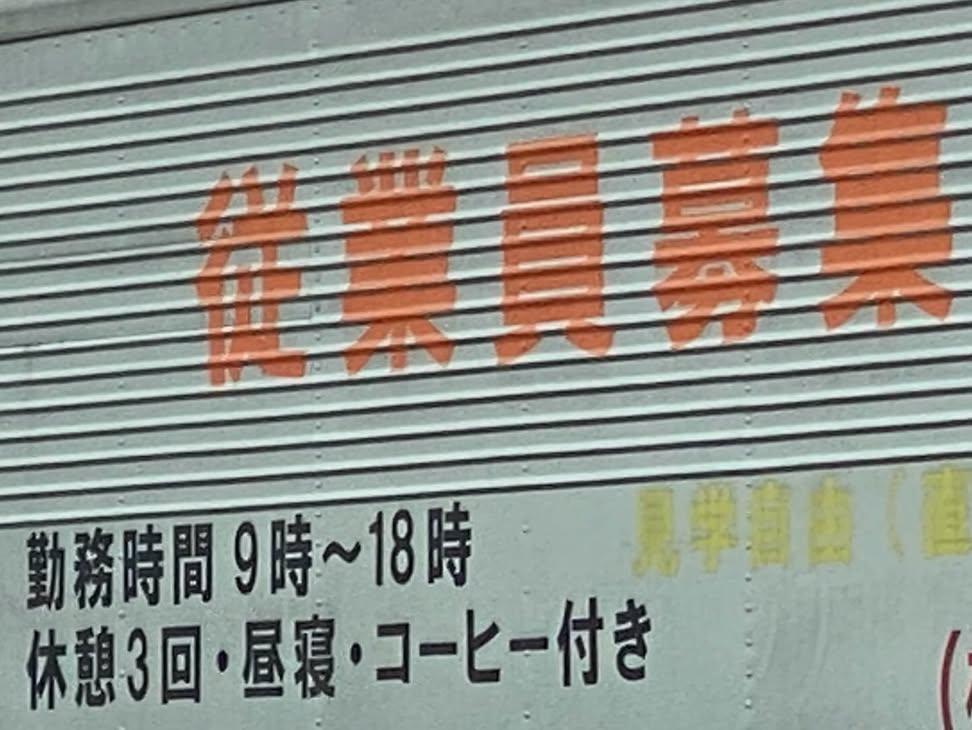 従業員募集
見学自由（直
勤務時間 9時～18時
休憩3回・昼寝・コーヒー付き
（